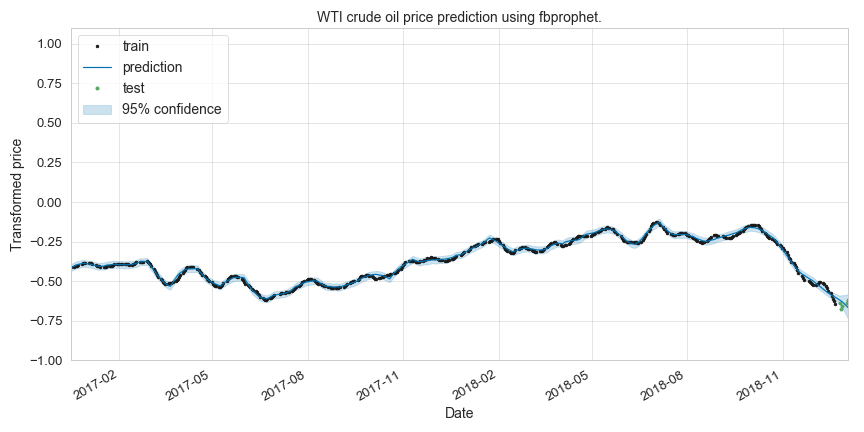 WTI crude oil price prediction using fbprophet.
train
prediction
test
95% confidence
1.00
0.75
0.50
0.25
0.00
−0.25
−0.50
−0.75
−1.00
Transformed price
2017-02
2017-05
2017-08
2017-11
2018-02
2018-05
2018-08
2018-11
Date